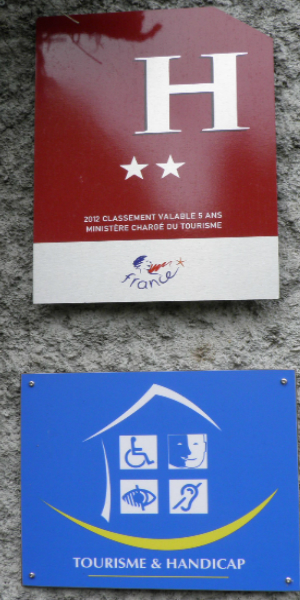 H
2012 CLASSEMENT VALABLE 5 ANS
MINISTÈRE CHARGÉ DU TOURISME
france
TOURISME & HANDICAP